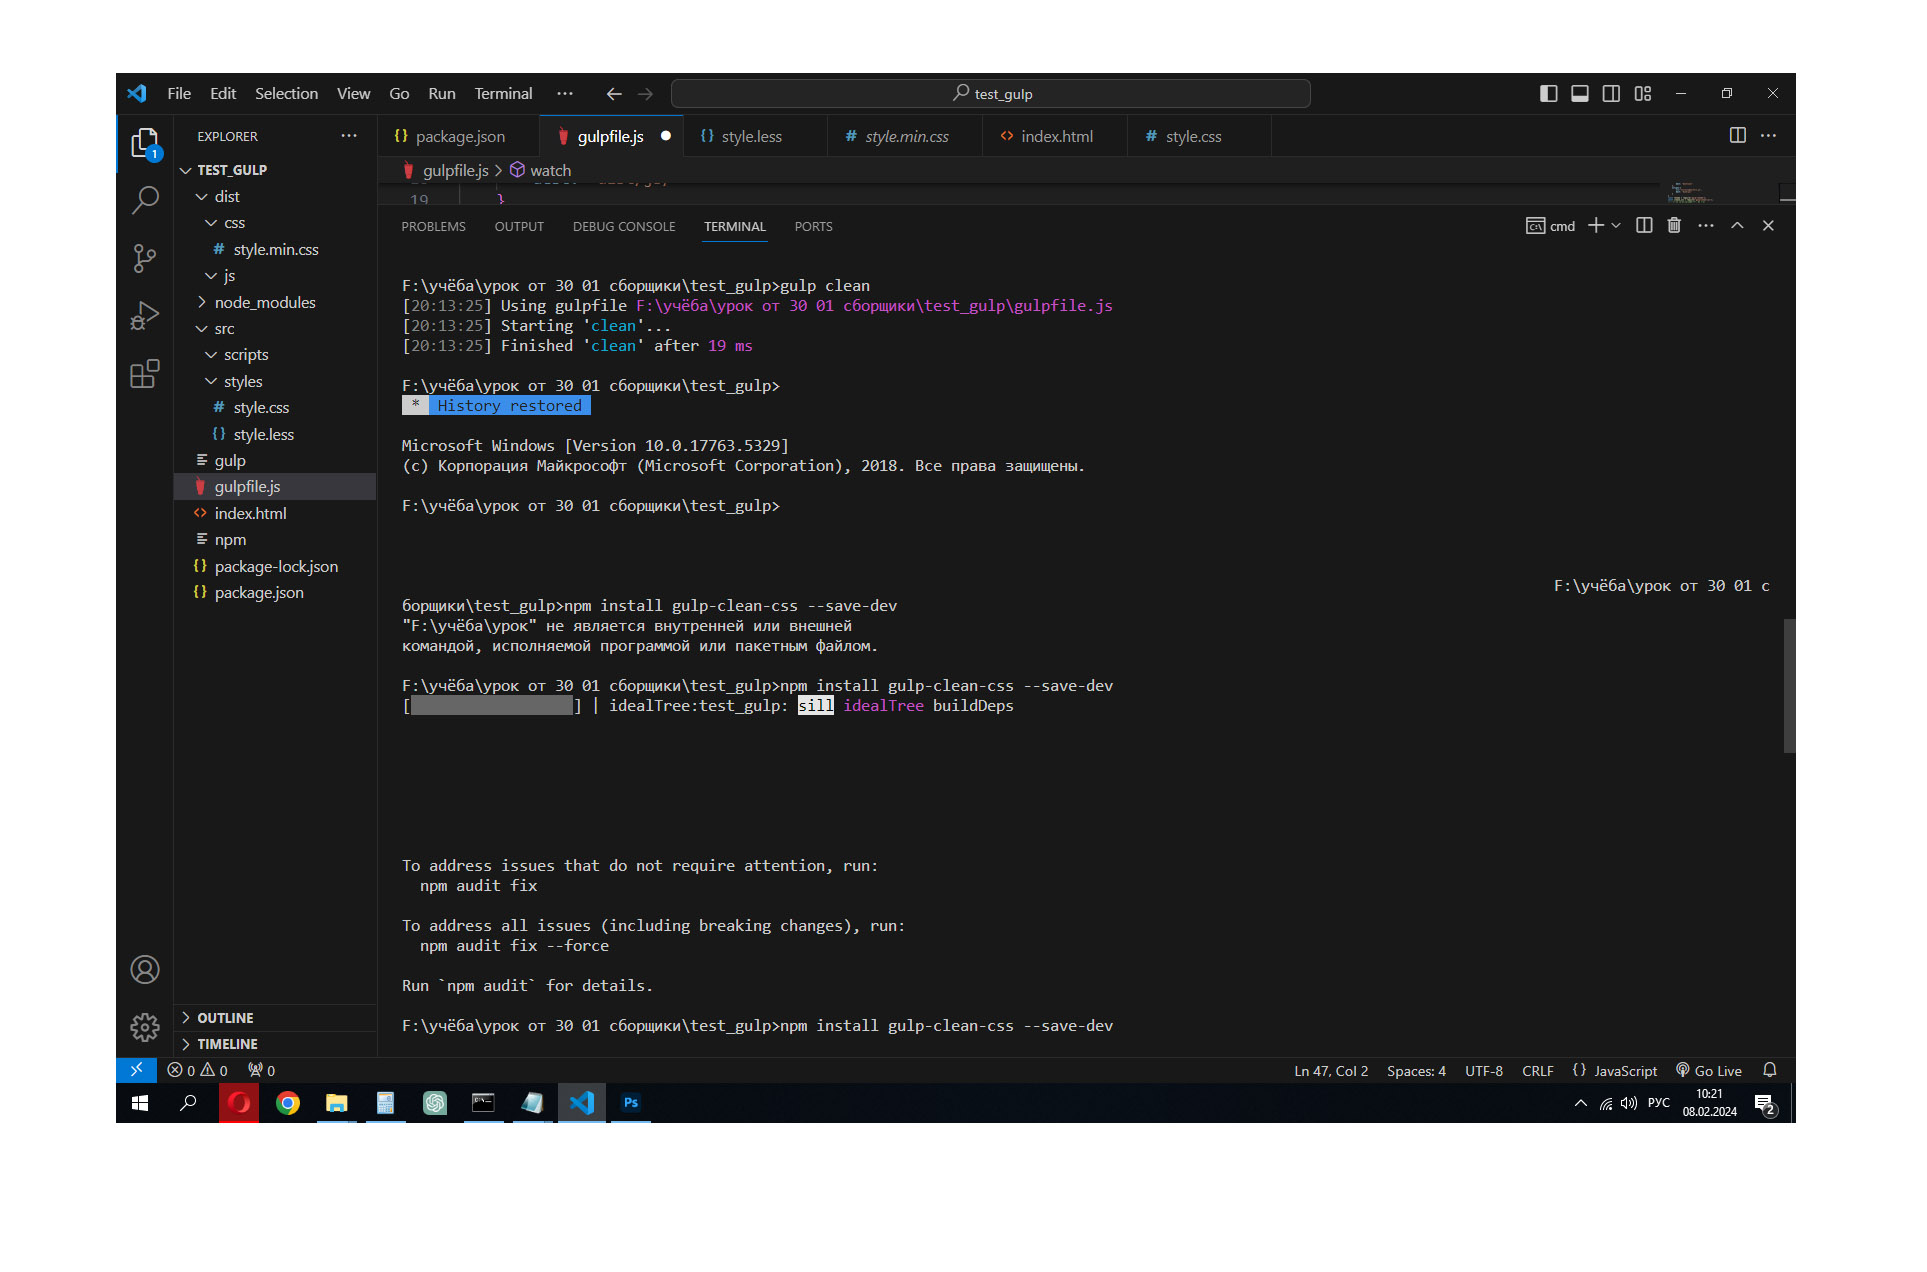 File Edit Selection View Go Run Terminal ··· test_gulp
EXPLORER ···
package.json gulpfile.js style.less style.min.css index.html style.css
gulpfile.js > watch
19 }
1
TEST_GULP
dist
css
style.min.css
js
node_modules
src
scripts
styles
style.css
style.less
gulp
gulpfile.js
index.html
npm
package-lock.json
package.json
OUTLINE
TIMELINE
PROBLEMS OUTPUT DEBUG CONSOLE TERMINAL PORTS cmd
F:\учёба\урок от 30 01 сборщики\test_gulp>gulp clean
[20:13:25] Using gulpfile F:\учёба\урок от 30 01 сборщики\test_gulp\gulpfile.js
[20:13:25] Starting 'clean'...
[20:13:25] Finished 'clean' after 19 ms
F:\учёба\урок от 30 01 сборщики\test_gulp>
* History restored
Microsoft Windows [Version 10.0.17763.5329]
(c) Корпорация Майкрософт (Microsoft Corporation), 2018. Все права защищены.
F:\учёба\урок от 30 01 сборщики\test_gulp>
F:\учёба\урок от 30 01 с
борщики\test_gulp>npm install gulp-clean-css --save-dev
"F:\учёба\урок" не является внутренней или внешней
командой, исполняемой программой или пакетным файлом.
F:\учёба\урок от 30 01 сборщики\test_gulp>npm install gulp-clean-css --save-dev
[                  ] | idealTree:test_gulp: sill idealTree buildDeps
To address issues that do not require attention, run:
npm audit fix
To address all issues (including breaking changes), run:
npm audit fix --force
Run `npm audit` for details.
F:\учёба\урок от 30 01 сборщики\test_gulp>npm install gulp-clean-css --save-dev
0 0 0 Ln 47, Col 2 Spaces: 4 UTF-8 CRLF {} JavaScript Go Live
Ps РУС 10:21
08.02.2024 2